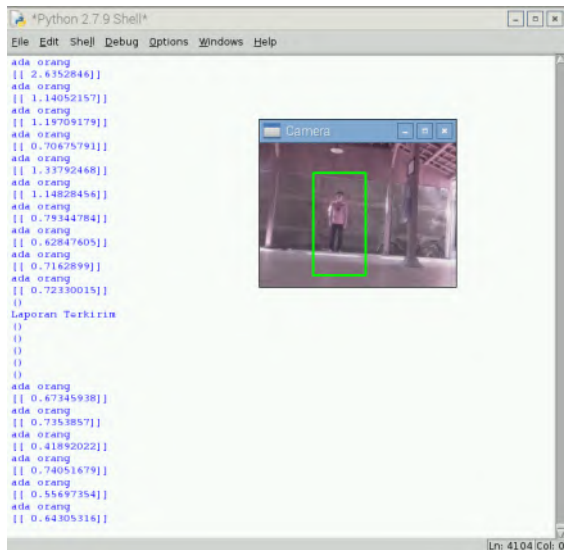 *Python 2.7.9 Shell*
File Edit Shell Debug Options Windows Help
ada orang
[[ 2.6352846]]
ada orang
[[ 1.14052157]]
ada orang
[[ 1.19709179]]
ada orang
[[ 0.70675791]]
ada orang
[[ 1.33792468]]
ada orang
[[ 1.14828456]]
ada orang
[[ 0.79344784]]
ada orang
[[ 0.62847605]]
ada orang
[[ 0.7162899]]
ada orang
[[ 0.72330015]]
()
Laporan Terkirim
()
()
()
()
()
ada orang
[[ 0.67345938]]
ada orang
[[ 0.7353857]]
ada orang
[[ 0.41892022]]
ada orang
[[ 0.74051679]]
ada orang
[[ 0.55697354]]
ada orang
[[ 0.64305316]]
Camera
Ln: 4104 Col: 0